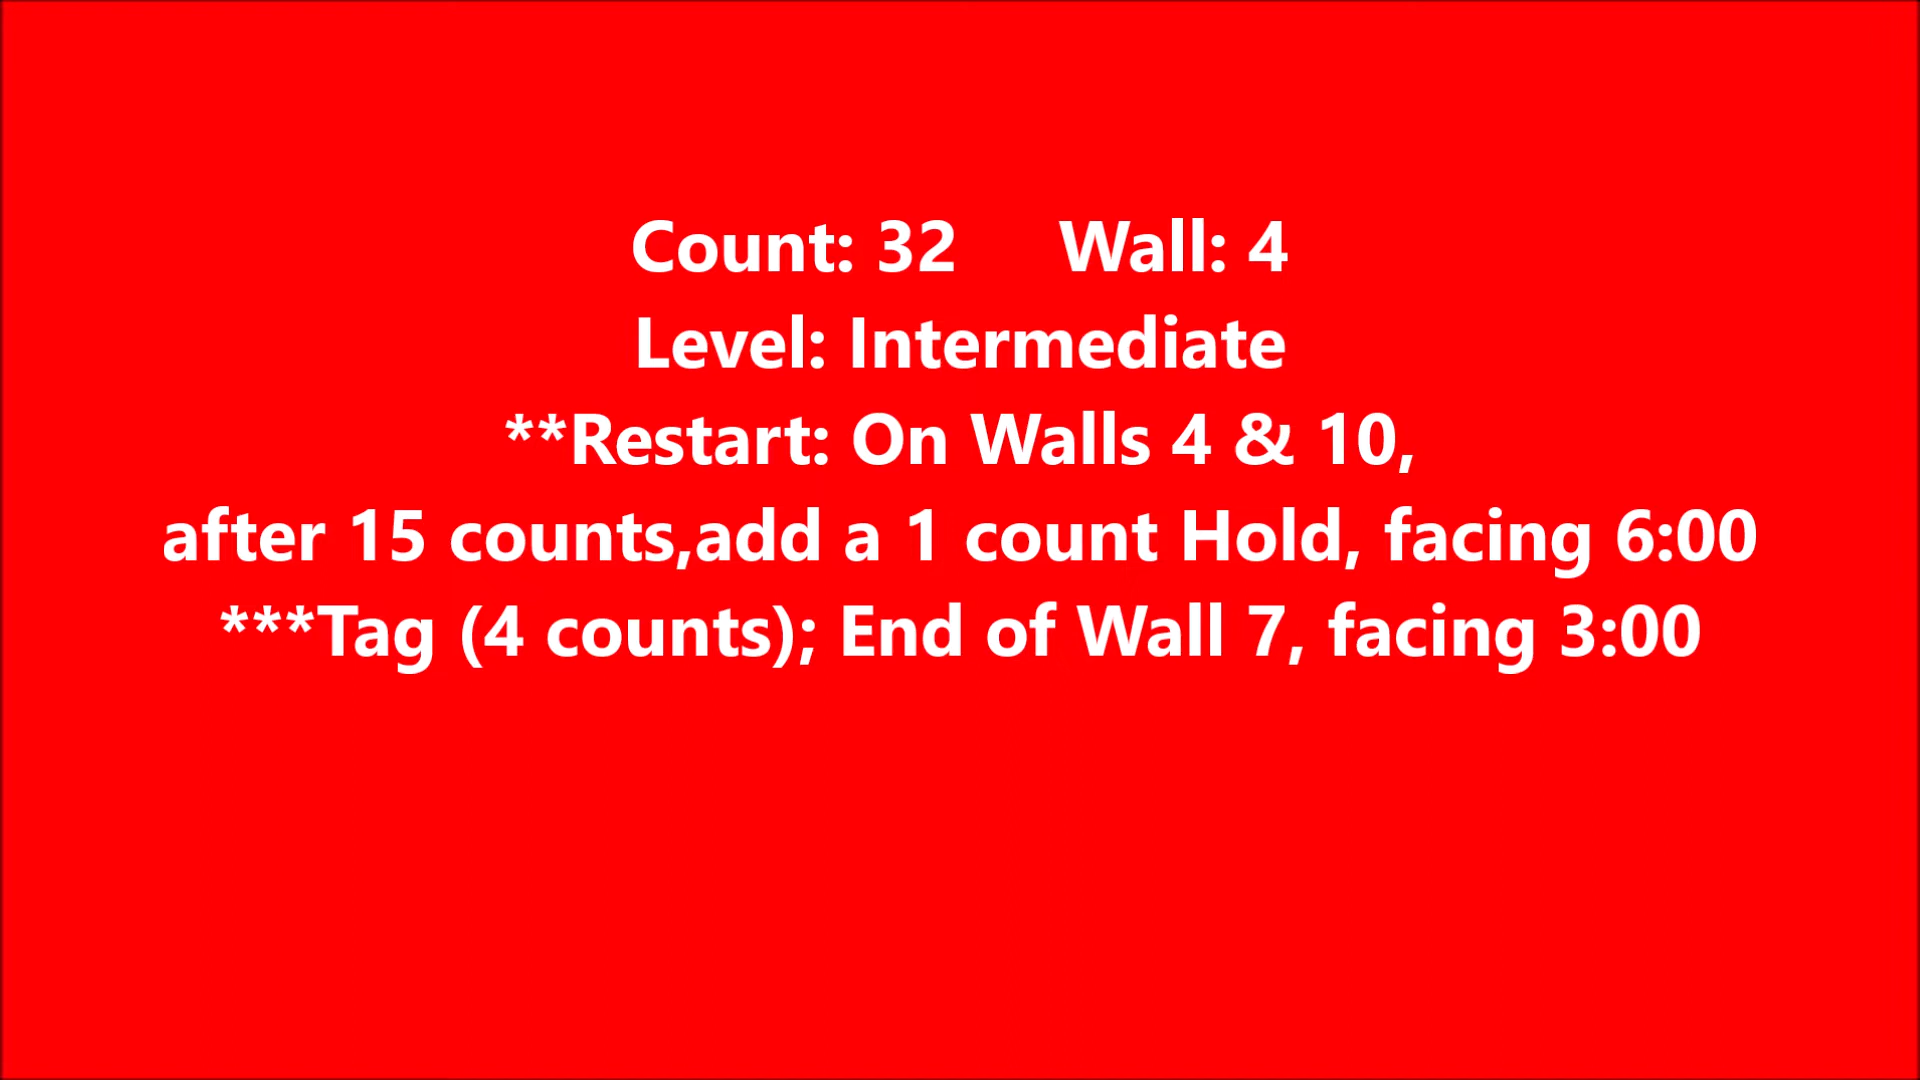 Count: 32 Wall: 4
Level: Intermediate
**Restart: On Walls 4 & 10,
after 15 counts,add a 1 count Hold, facing 6:00
***Tag (4 counts); End of Wall 7, facing 3:00